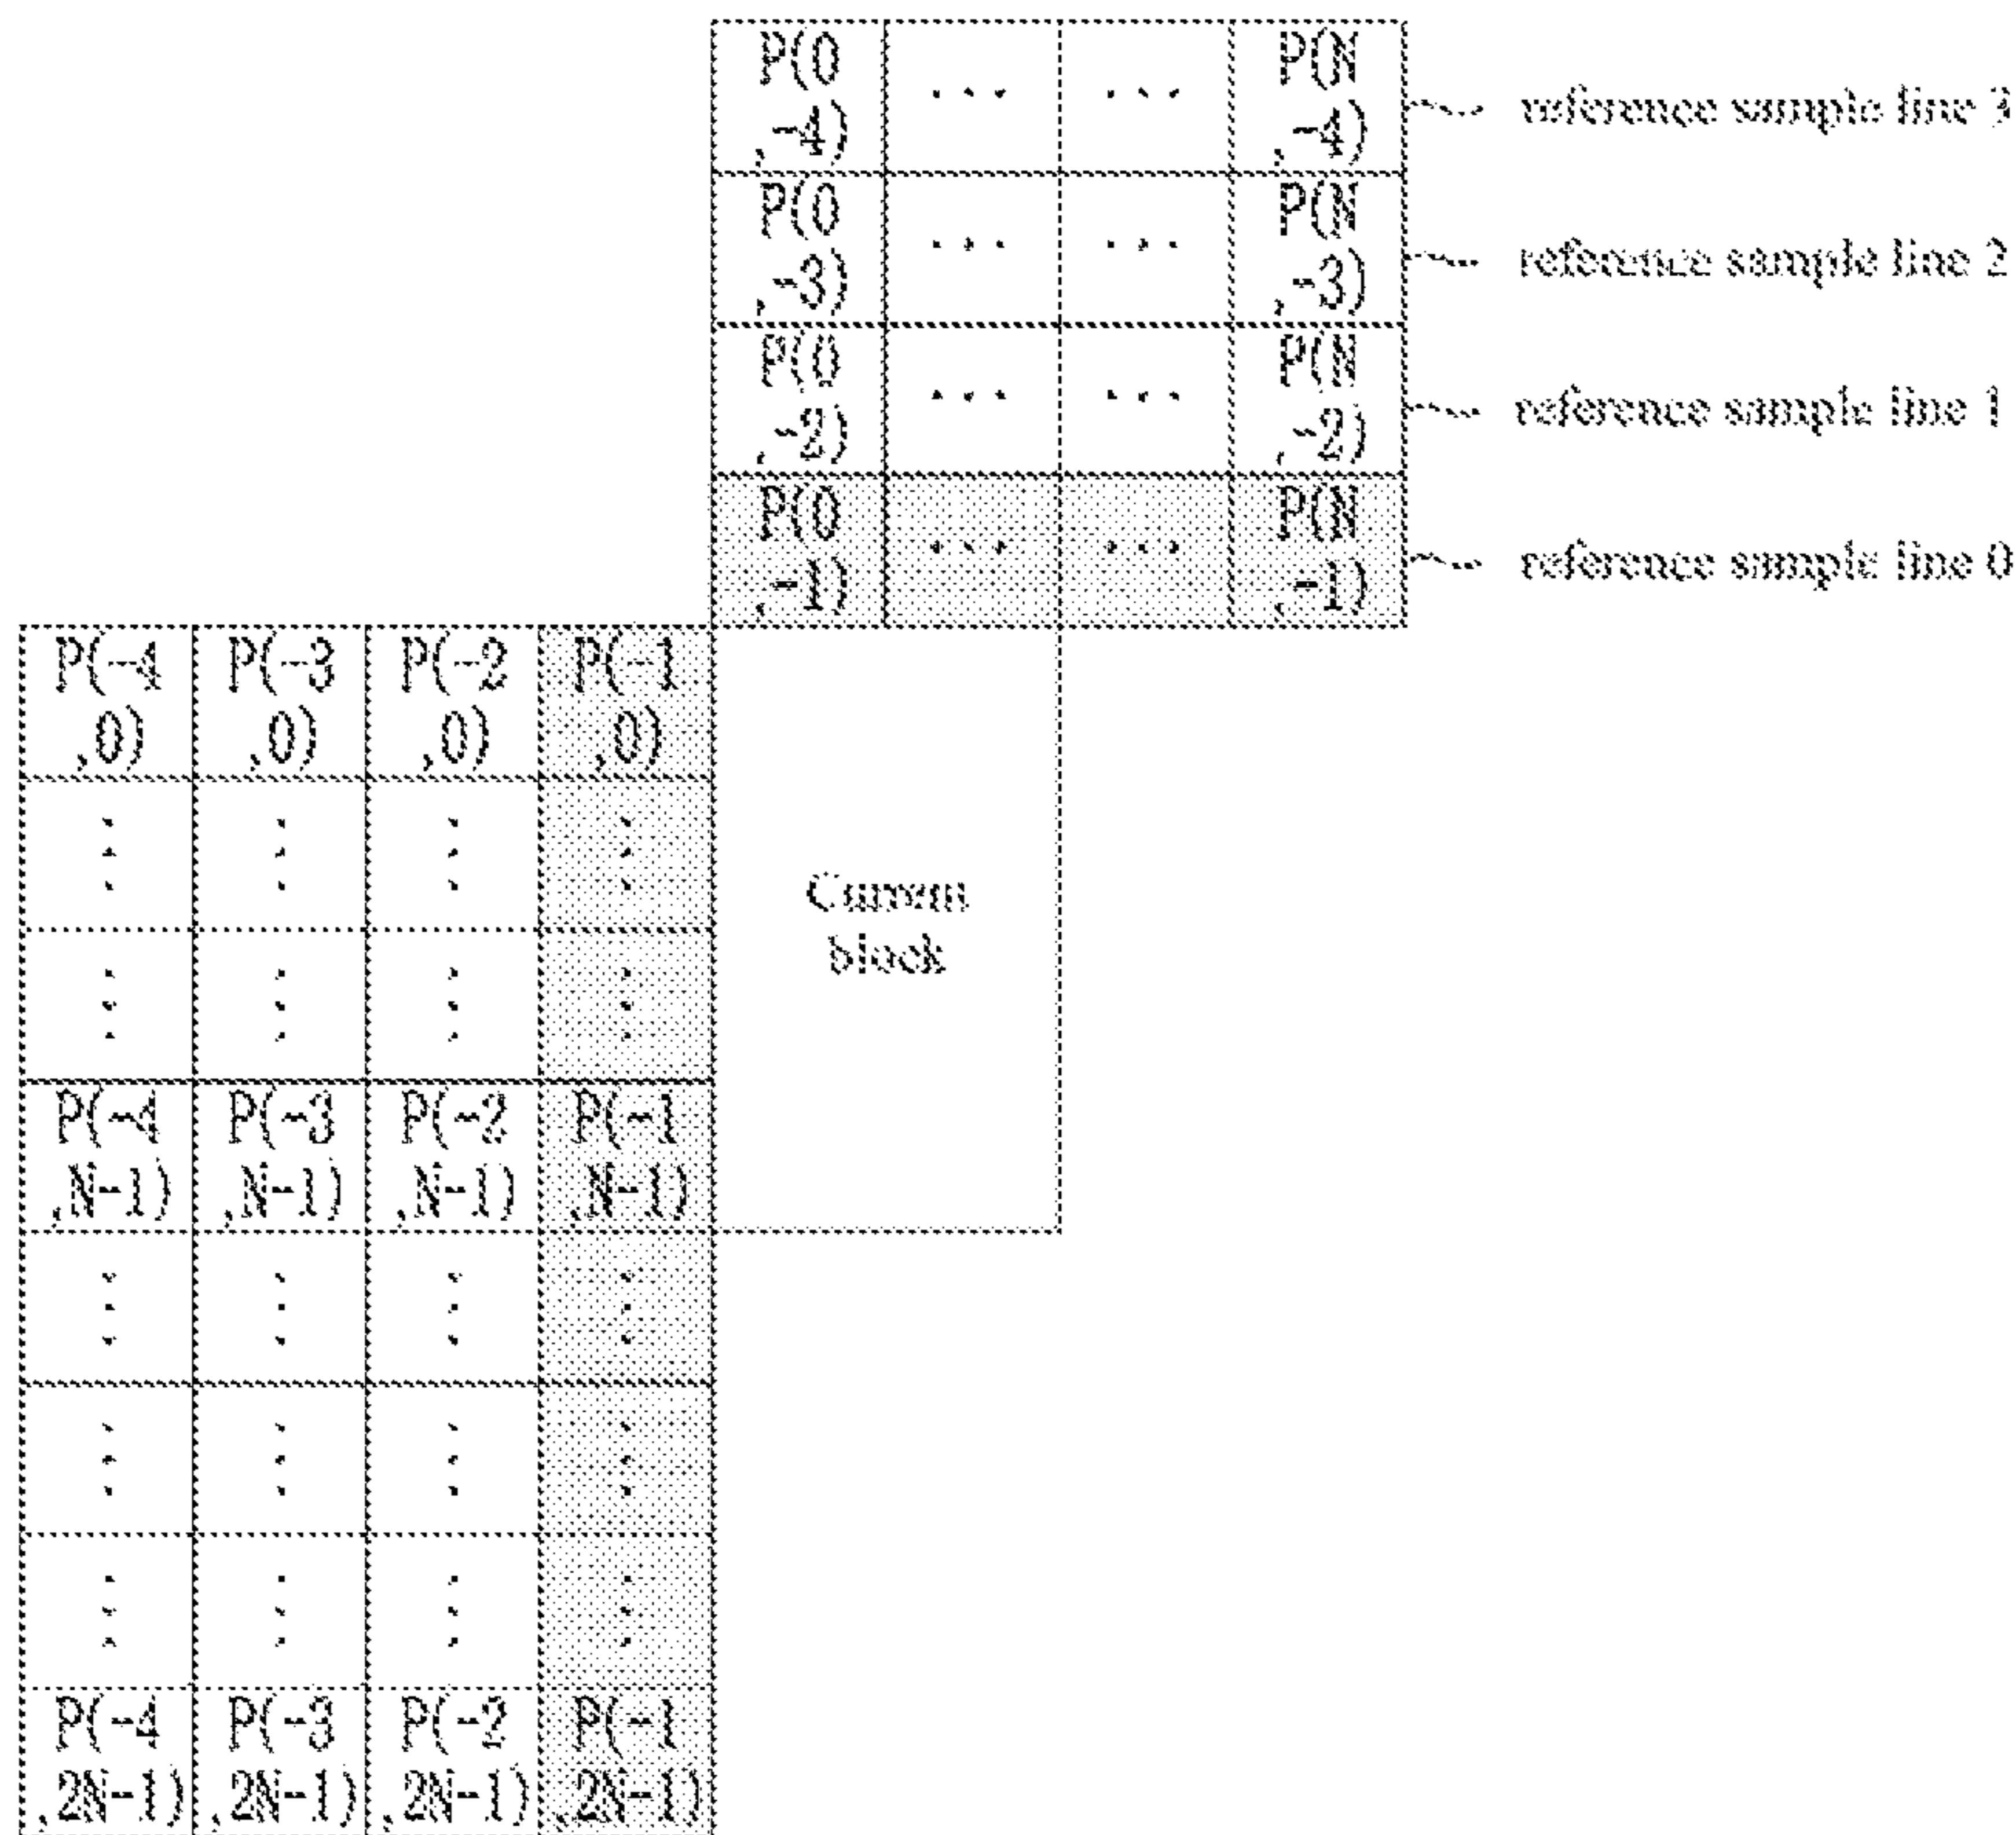 P(0 ,-4) ... ... P(N ,-4) reference sample line 3
P(0 ,-3) ... ... P(N ,-3) reference sample line 2
P(0 ,-2) ... ... P(N ,-2) reference sample line 1
P(0 ,-1) ... ... P(N ,-1) reference sample line 0
P(-4 ,0) P(-3 ,0) P(-2 ,0) P(-1 ,0)
Current
block
P(-4 ,N-1) P(-3 ,N-1) P(-2 ,N-1) P(-1 ,N-1)
P(-4 ,2N-1) P(-3 ,2N-1) P(-2 ,2N-1) P(-1 ,2N-1)